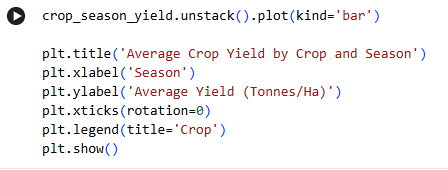 crop_season_yield.unstack().plot(kind='bar')
plt.title('Average Crop Yield by Crop and Season')
plt.xlabel('Season')
plt.ylabel('Average Yield (Tonnes/Ha)')
plt.xticks(rotation=0)
plt.legend(title='Crop')
plt.show()